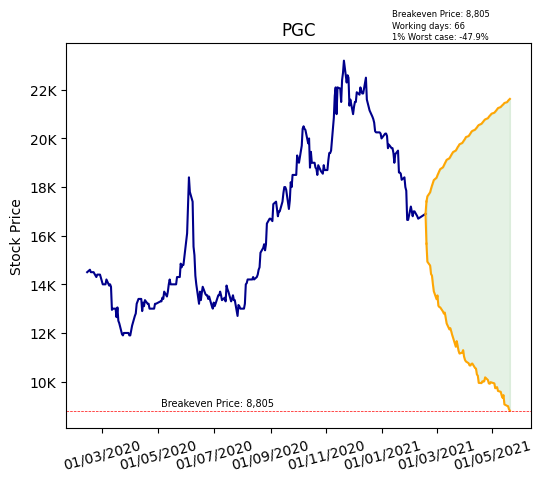 Breakeven Price: 8,805
Working days: 66
1% Worst case: -47.9%
PGC
Stock Price
22K
20K
18K
16K
14K
12K
10K
Breakeven Price: 8,805
01/03/2020
01/05/2020
01/07/2020
01/09/2020
01/11/2020
01/01/2021
01/03/2021
01/05/2021